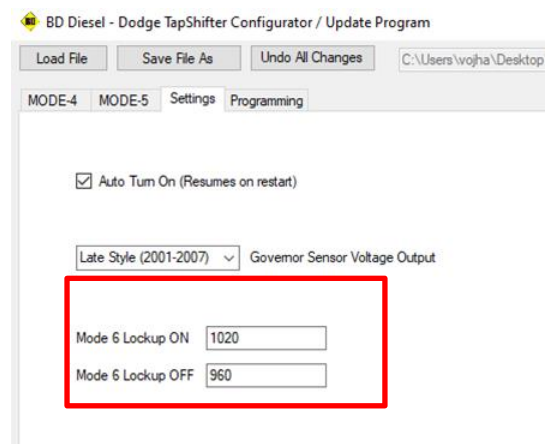 BD Diesel - Dodge TapShifter Configurator / Update Program
Load File Save File As Undo All Changes C:\Users\vojha\Desktop
MODE-4 MODE-5 Settings Programming
Auto Turn On (Resumes on restart)
Late Style (2001-2007) Governor Sensor Voltage Output
Mode 6 Lockup ON 1020
Mode 6 Lockup OFF 960